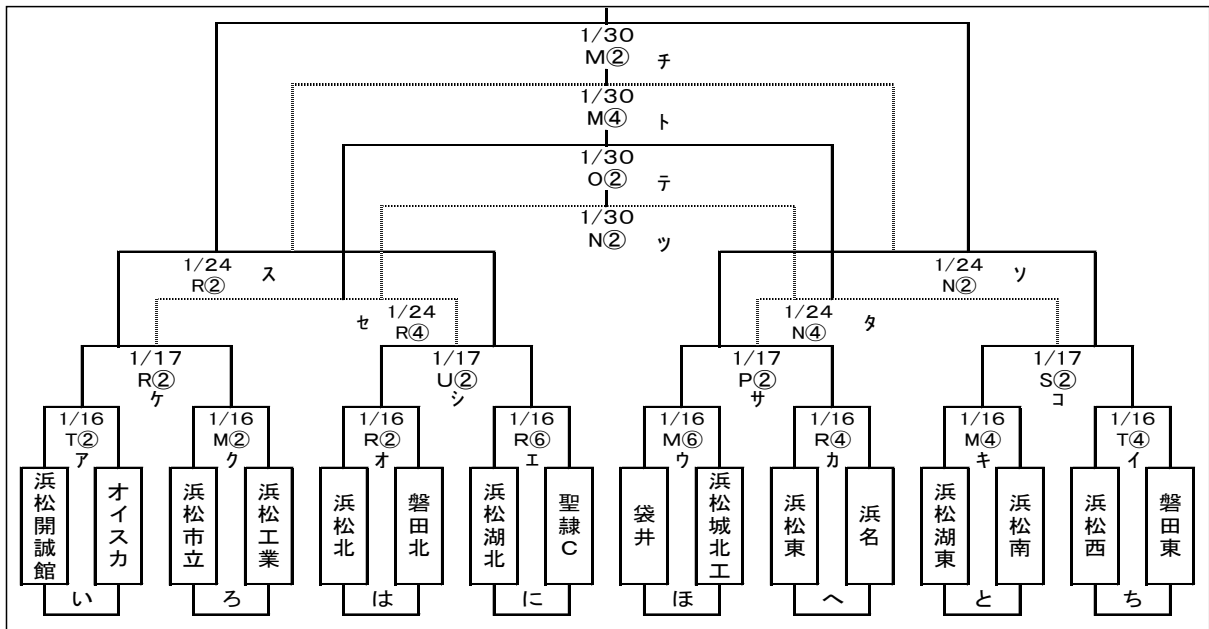 1/30
M② チ
1/30
M④ ト
1/30
O② テ
1/30
N② ツ
1/24 ス
R②
1/24 ソ
N②
セ 1/24
R④
1/24 タ
N④
1/17
R②
ケ
1/17
U②
シ
1/17
P②
サ
1/17
S②
コ
1/16
T②
ア
1/16
M②
ク
1/16
R②
オ
1/16
R⑥
エ
1/16
M⑥
ウ
1/16
R④
カ
1/16
M④
キ
1/16
T④
イ
浜松開誠館
オイスカ
浜松市立
浜松工業
浜松北
磐田北
浜松湖北
聖隷C
袋井
浜松城北工
浜松東
浜名
浜松湖東
浜松南
浜松西
磐田東
い ろ は に ほ へ と ち